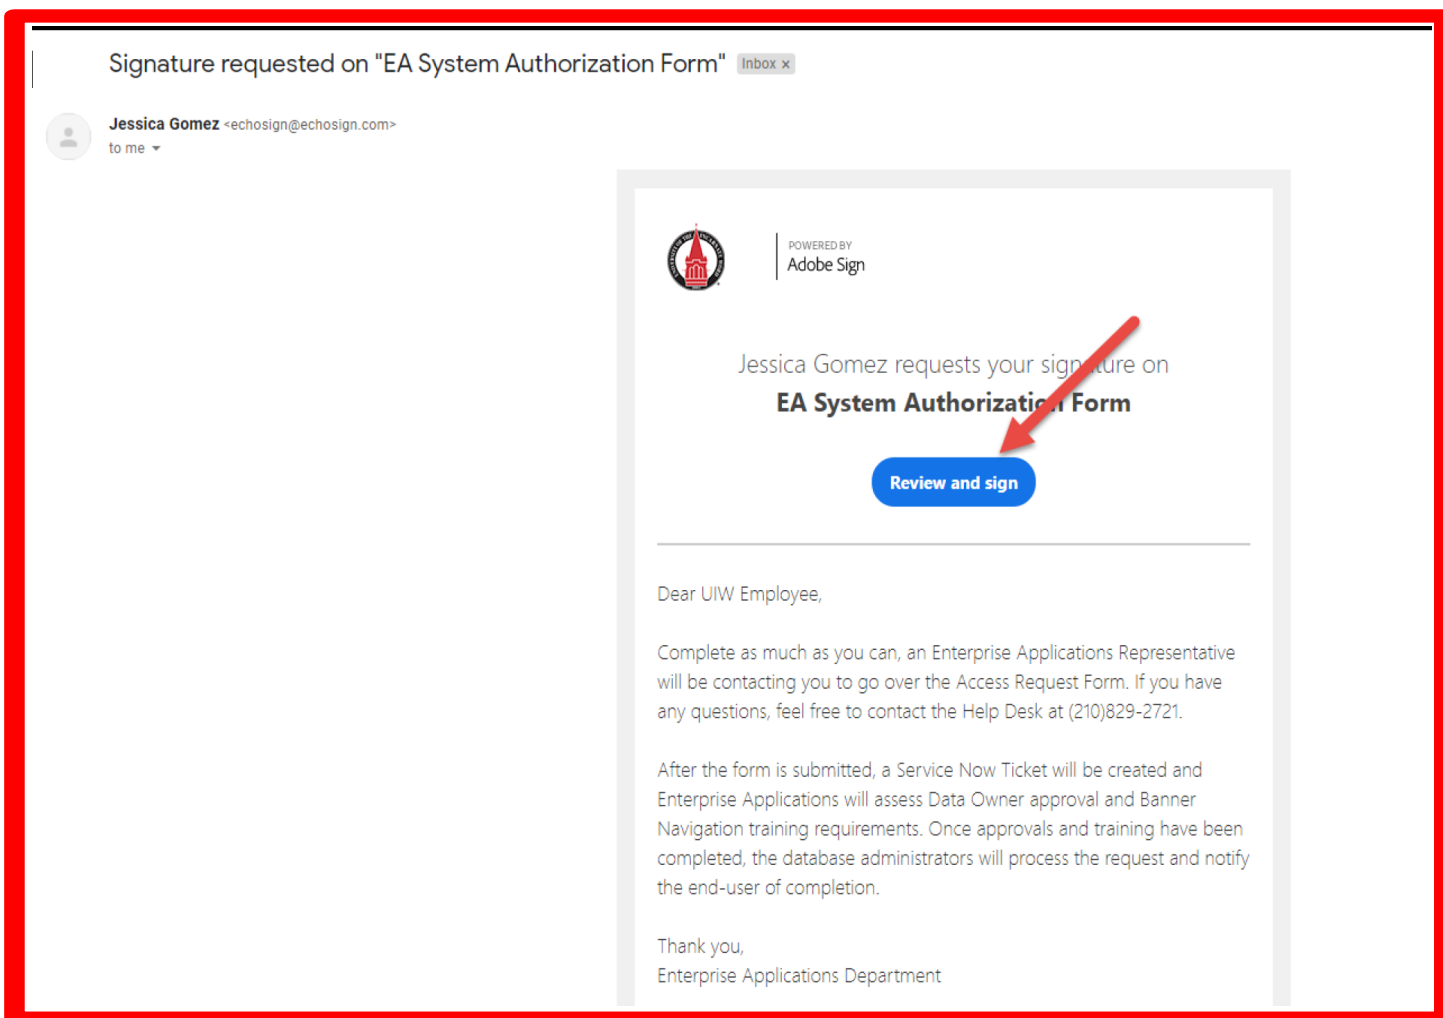 Signature requested on "EA System Authorization Form" Inbox x
Jessica Gomez <echosign@echosign.com>
to me
POWERED BY
Adobe Sign
Jessica Gomez requests your signature on
EA System Authorization Form
Review and sign
Dear UIW Employee,
Complete as much as you can, an Enterprise Applications Representative
will be contacting you to go over the Access Request Form. If you have
any questions, feel free to contact the Help Desk at (210)829-2721.
After the form is submitted, a Service Now Ticket will be created and
Enterprise Applications will assess Data Owner approval and Banner
Navigation training requirements. Once approvals and training have been
completed, the database administrators will process the request and notify
the end-user of completion.
Thank you,
Enterprise Applications Department